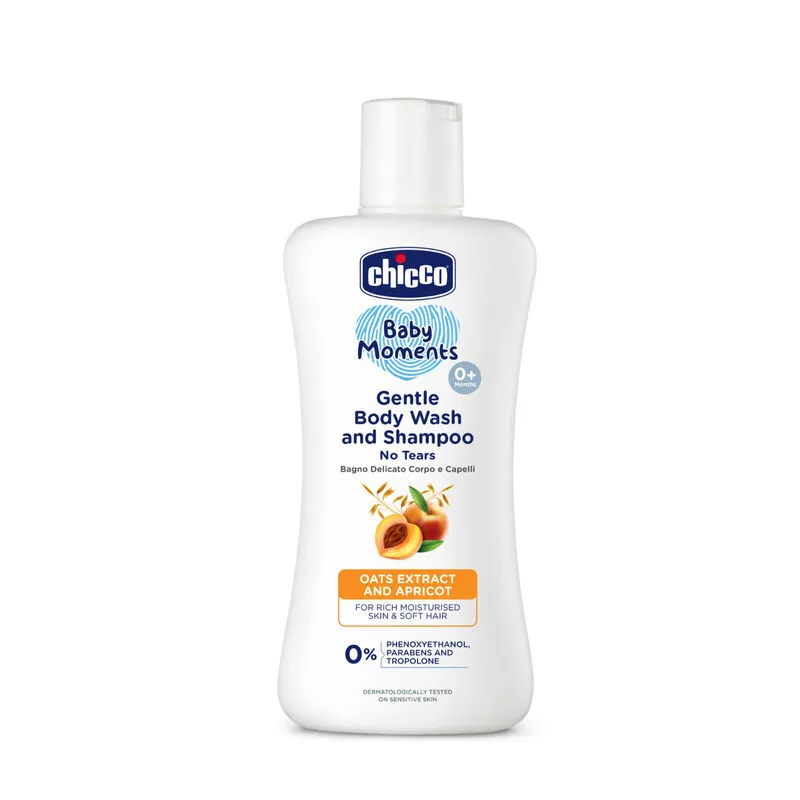 chicco
Baby
Moments
0+
Months
Gentle
Body Wash
and Shampoo
No Tears
Bagno Delicato Corpo e Capelli
OATS EXTRACT
AND APRICOT
FOR RICH MOISTURISED
SKIN & SOFT HAIR
0% PHENOXYETHANOL,
PARABENS AND
TROPOLONE
DERMATOLOGICALLY TESTED
ON SENSITIVE SKIN